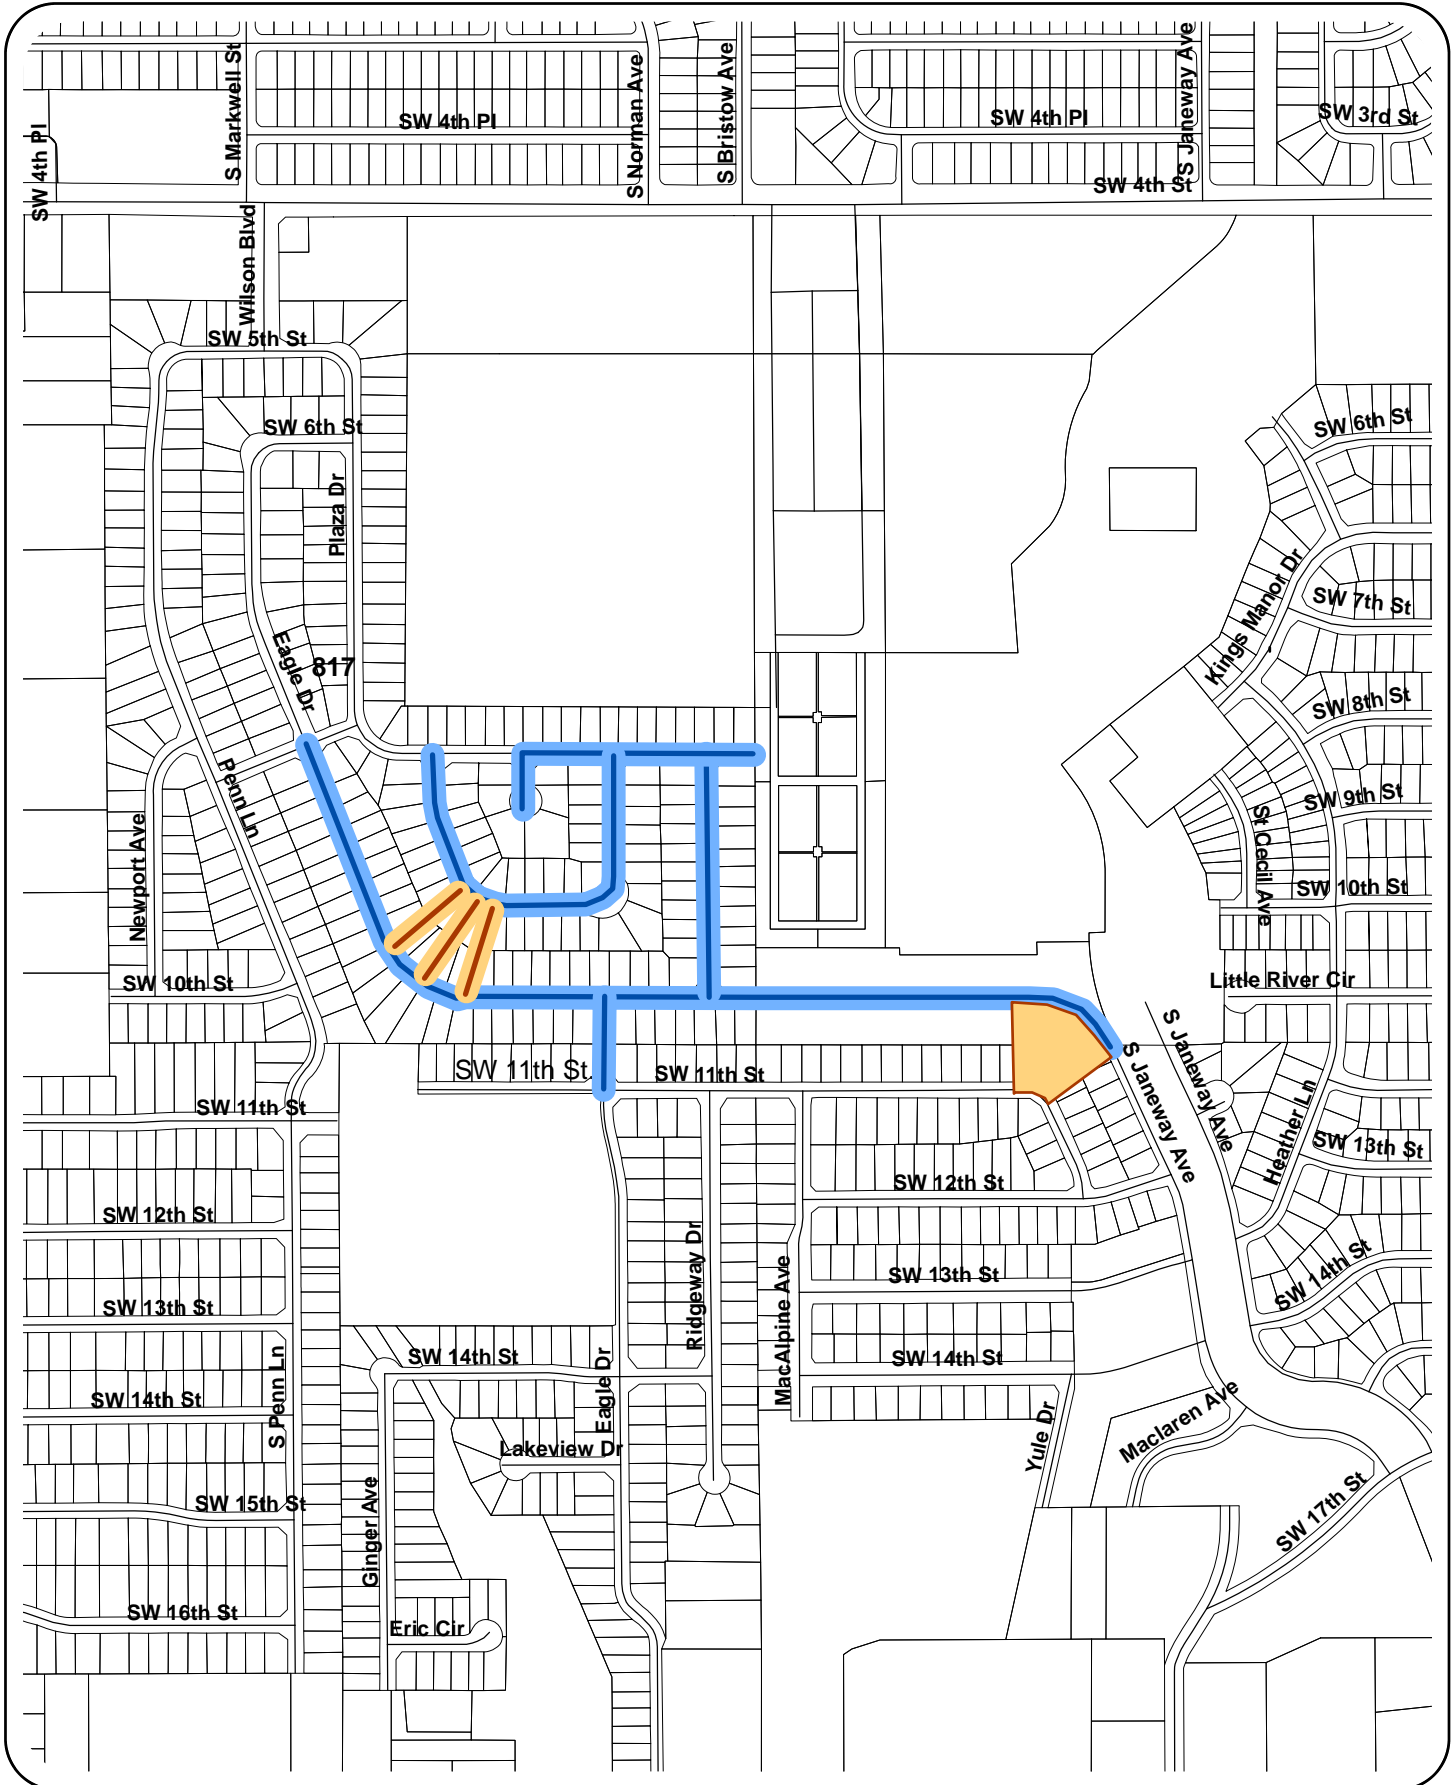 S Markwell St
S Norman Ave
S Bristow Ave
S Janeway Ave
SW 4th Pl
SW 4th Pl
SW 4th Pl
SW 3rd St
SW 4th St
Wilson Blvd
SW 5th St
SW 6th St
SW 6th St
Plaza Dr
Kings Manor Dr
SW 7th St
Eagle Dr
817
SW 8th St
Penn Ln
SW 9th St
Newport Ave
St Cecil Ave
SW 10th St
SW 10th St
Little River Cir
S Janeway Ave
S Janeway Ave
SW 11th St
SW 11th St
SW 11th St
Heather Ln
SW 13th St
SW 12th St
SW 12th St
Ridgeway Dr
MacAlpine Ave
SW 13th St
SW 14th St
SW 13th St
SW 14th St
SW 14th St
SW 14th St
S Penn Ln
Eagle Dr
Yule Dr
Maclaren Ave
Lakeview Dr
SW 15th St
Ginger Ave
SW 17th St
SW 16th St
Eric Cir